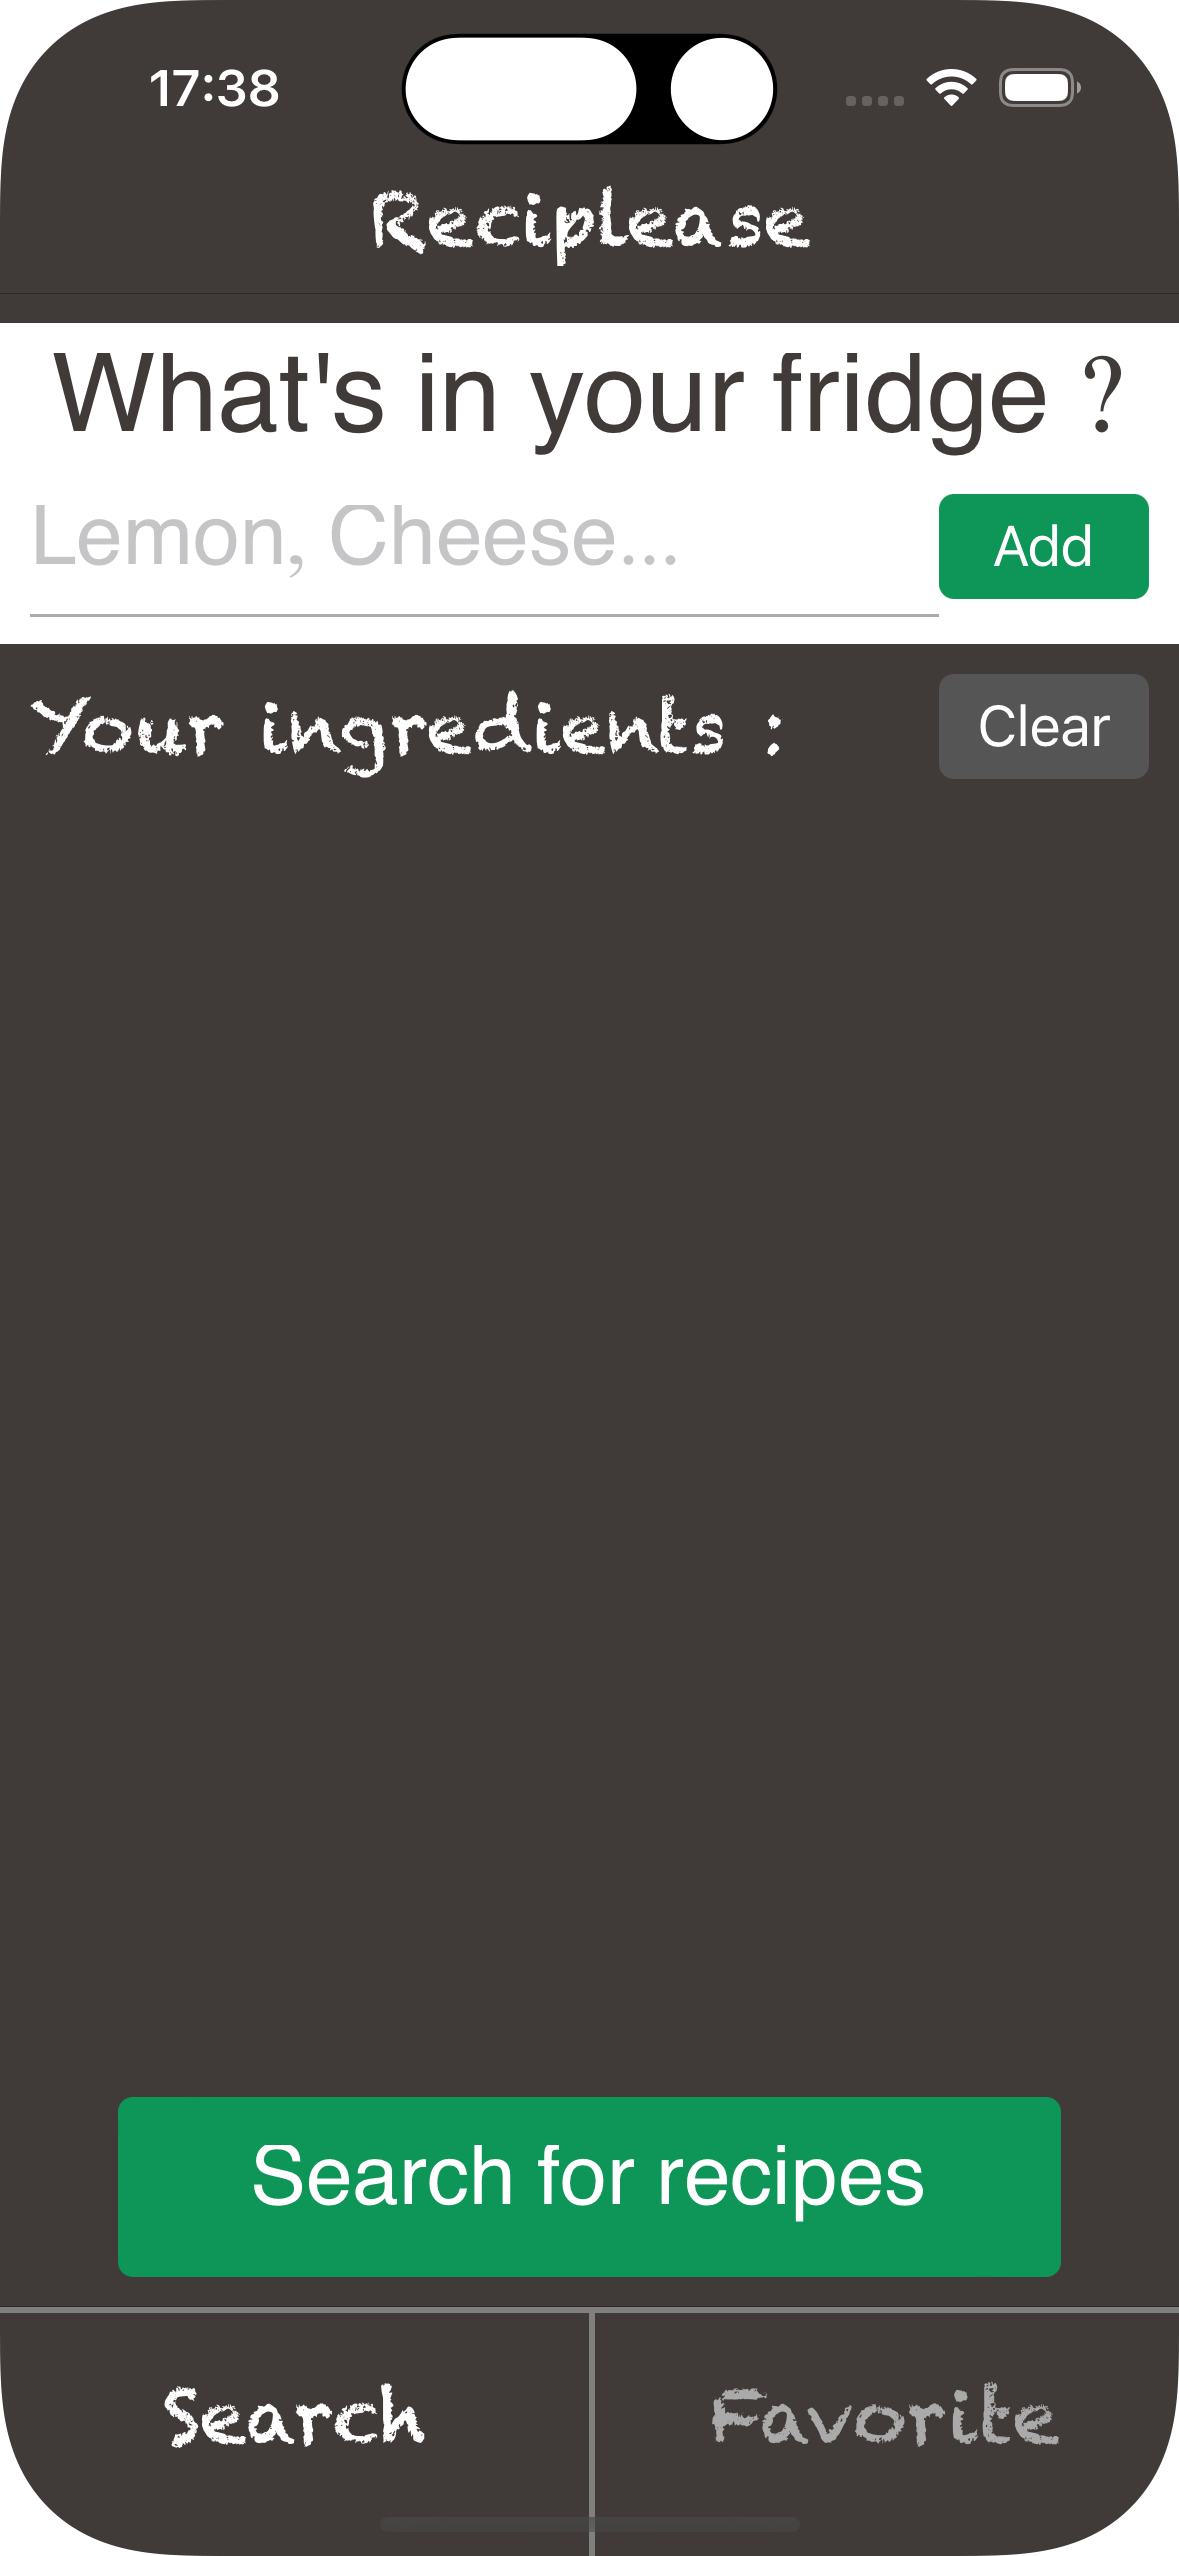 17:38
Reciplease
What's in your fridge ?
Lemon, Cheese...
Add
Your ingredients :
Clear
Search for recipes
Search
Favorite